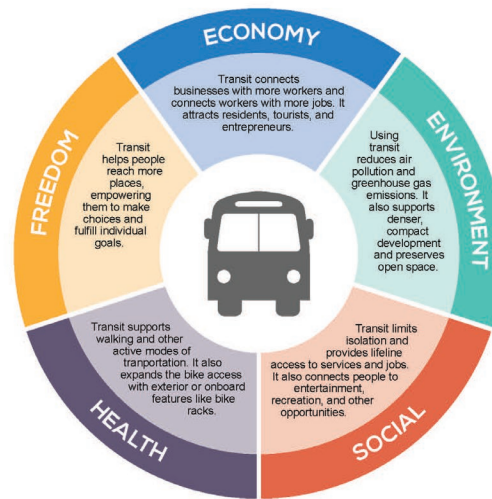 ECONOMY
Transit connects
businesses with more workers and
connects workers with more jobs. It
attracts residents, tourists, and
entrepreneurs.
ENVIRONMENT
Using
transit
reduces air
pollution and
greenhouse gas
emissions. It
also supports
denser,
compact
development
and preserves
open space.
SOCIAL
Transit limits
isolation and
provides lifeline
access to services and jobs.
It also connects people to
entertainment,
recreation, and other
opportunities.
HEALTH
Transit supports
walking and other
active modes of
tranportation. It also
expands the bike access
with exterior or onboard
features like bike
racks.
FREEDOM
Transit
helps people
reach more
places,
empowering
them to make
choices and
fulfill individual
goals.